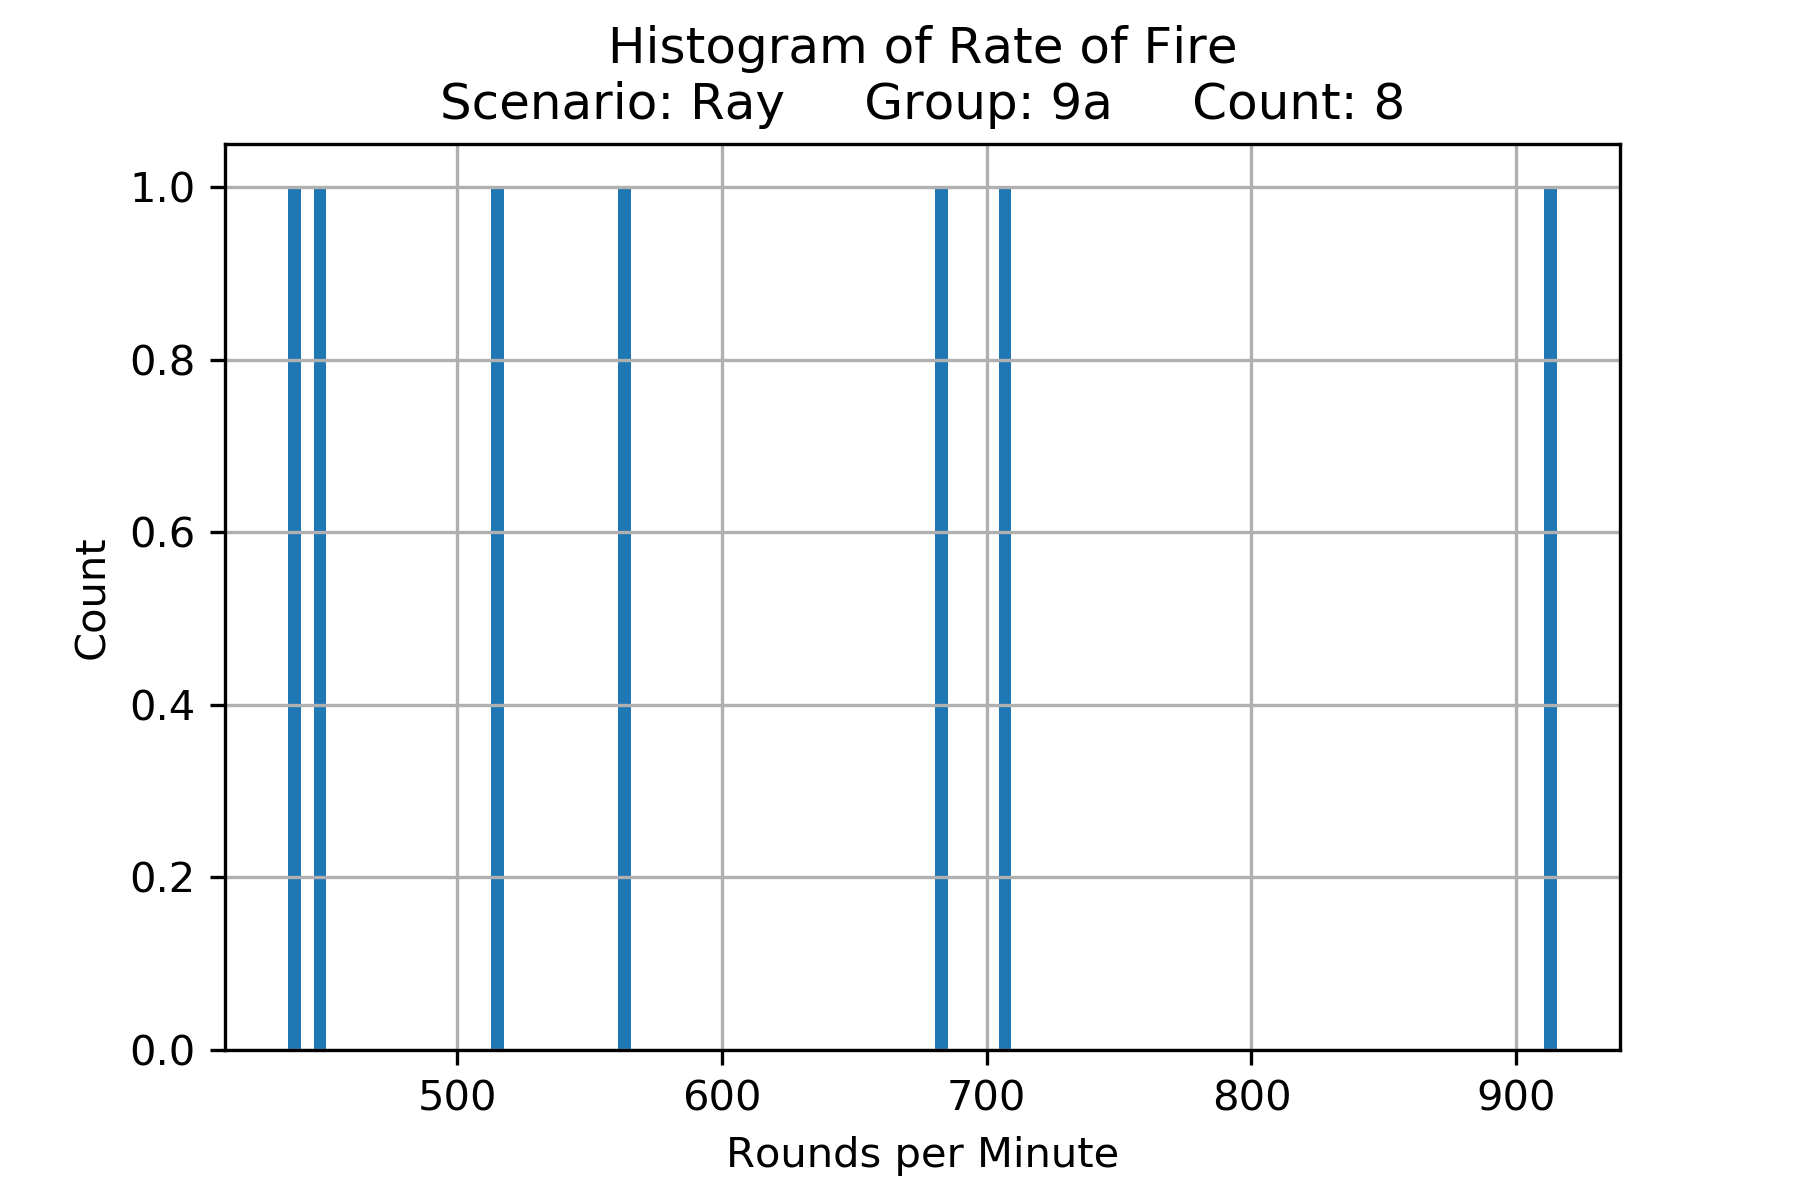 Histogram of Rate of Fire
Scenario: Ray     Group: 9a     Count: 8
1.0
0.8
0.6
0.4
0.2
0.0
Count
500 600 700 800 900
Rounds per Minute